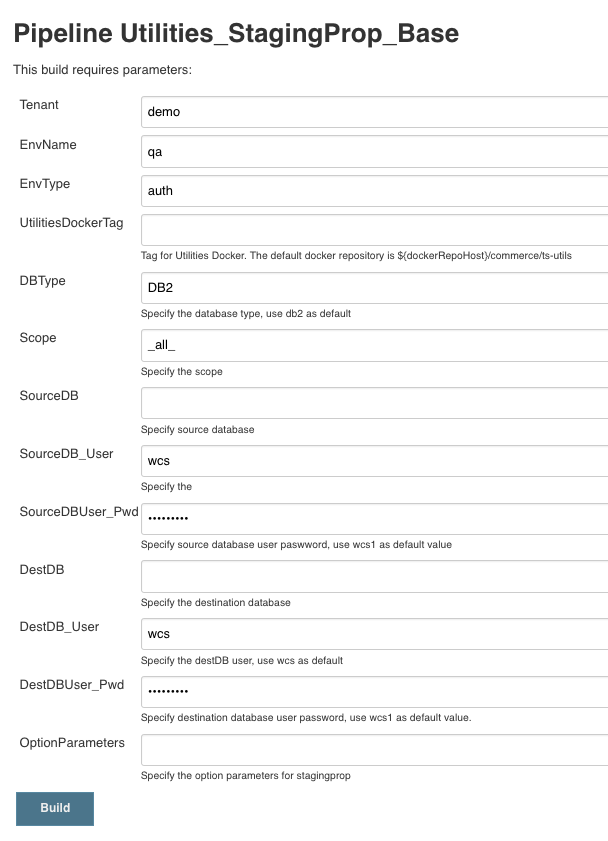 Pipeline Utilities_StagingProp_Base
This build requires parameters:
Tenant
demo
EnvName
qa
EnvType
auth
UtilitiesDockerTag
Tag for Utilities Docker. The default docker repository is ${dockerRepoHost}/commerce/ts-utils
DBType
DB2
Specify the database type, use db2 as default
Scope
_all_
Specify the scope
SourceDB
Specify source database
SourceDB_User
wcs
Specify the
SourceDBUser_Pwd
•••••••••
Specify source database user paswword, use wcs1 as default value
DestDB
Specify the destination database
DestDB_User
wcs
Specify the destDB user, use wcs as default
DestDBUser_Pwd
•••••••••
Specify destination database user password, use wcs1 as default value.
OptionParameters
Specify the option parameters for stagingprop
Build